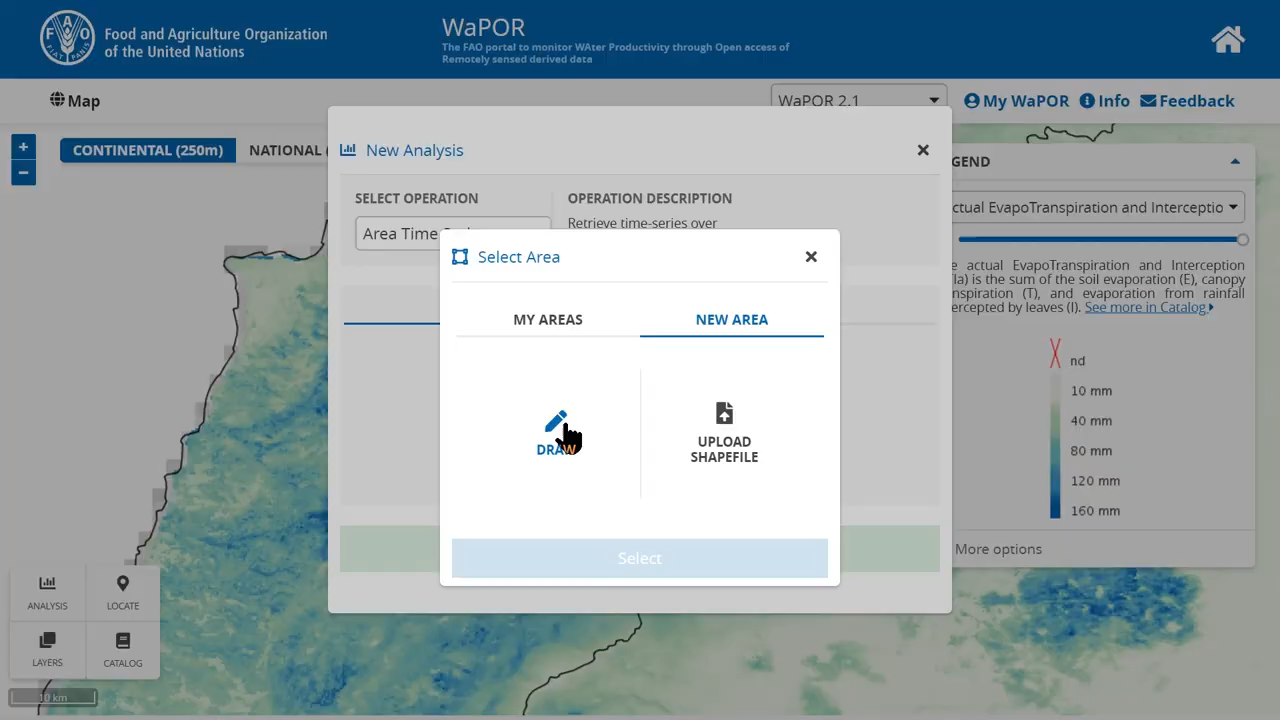 Food and Agriculture Organization
of the United Nations
WaPOR
The FAO portal to monitor WAter Productivity through Open access of
Remotely sensed derived data
Map
WaPOR 2.1
My WaPOR
Info
Feedback
+
−
CONTINENTAL (250m)
NATIONAL (
New Analysis
SELECT OPERATION
OPERATION DESCRIPTION
Area Time
Retrieve time-series over
Select Area
MY AREAS
NEW AREA
DRAW
UPLOAD
SHAPEFILE
Select
GEND
ctual EvapoTranspiration and Interceptio
e actual EvapoTranspiration and Interception
Ia) is the sum of the soil evaporation (E), canopy
nspiration (T), and evaporation from rainfall
ercepted by leaves (I). See more in Catalog
nd
10 mm
40 mm
80 mm
120 mm
160 mm
More options
ANALYSIS
LOCATE
LAYERS
CATALOG
10 km